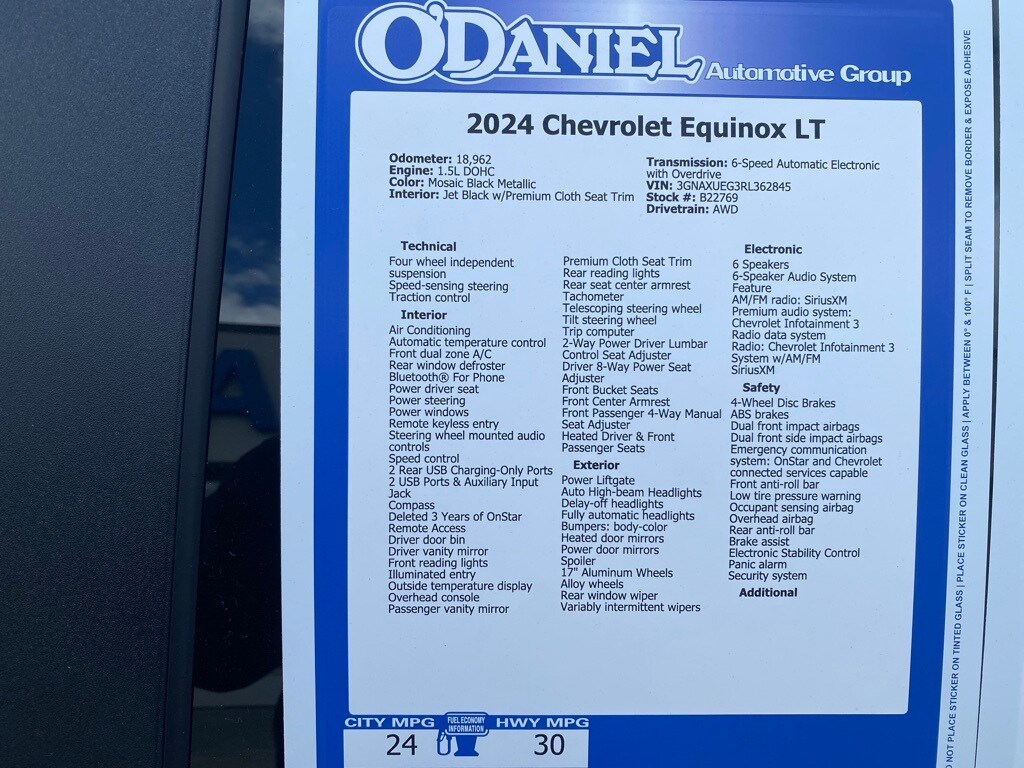 O'DANIEL Automotive Group
2024 Chevrolet Equinox LT
Odometer: 18,962
Engine: 1.5L DOHC
Color: Mosaic Black Metallic
Interior: Jet Black w/Premium Cloth Seat Trim
Transmission: 6-Speed Automatic Electronic
with Overdrive
VIN: 3GNAXUEG3RL362845
Stock #: B22769
Drivetrain: AWD
Technical
Four wheel independent
suspension
Speed-sensing steering
Traction control
Interior
Air Conditioning
Automatic temperature control
Front dual zone A/C
Rear window defroster
Bluetooth® For Phone
Power driver seat
Power steering
Power windows
Remote keyless entry
Steering wheel mounted audio
controls
Speed control
2 Rear USB Charging-Only Ports
2 USB Ports & Auxiliary Input
Jack
Compass
Deleted 3 Years of OnStar
Remote Access
Driver door bin
Driver vanity mirror
Front reading lights
Illuminated entry
Outside temperature display
Overhead console
Passenger vanity mirror
Premium Cloth Seat Trim
Rear reading lights
Rear seat center armrest
Tachometer
Telescoping steering wheel
Tilt steering wheel
Trip computer
2-Way Power Driver Lumbar
Control Seat Adjuster
Driver 8-Way Power Seat
Adjuster
Front Bucket Seats
Front Center Armrest
Front Passenger 4-Way Manual
Seat Adjuster
Heated Driver & Front
Passenger Seats
Exterior
Power Liftgate
Auto High-beam Headlights
Delay-off headlights
Fully automatic headlights
Bumpers: body-color
Heated door mirrors
Power door mirrors
Spoiler
17" Aluminum Wheels
Alloy wheels
Rear window wiper
Variably intermittent wipers
Electronic
6 Speakers
6-Speaker Audio System
Feature
AM/FM radio: SiriusXM
Premium audio system:
Chevrolet Infotainment 3
Radio data system
Radio: Chevrolet Infotainment 3
System w/AM/FM
SiriusXM
Safety
4-Wheel Disc Brakes
ABS brakes
Dual front impact airbags
Dual front side impact airbags
Emergency communication
system: OnStar and Chevrolet
connected services capable
Front anti-roll bar
Low tire pressure warning
Occupant sensing airbag
Overhead airbag
Rear anti-roll bar
Brake assist
Electronic Stability Control
Panic alarm
Security system
Additional
CITY MPG
FUEL ECONOMY
INFORMATION
HWY MPG
24
30
NOT PLACE STICKER ON TINTED GLASS | PLACE STICKER ON CLEAN GLASS | APPLY BETWEEN 0° & 100° F | SPLIT SEAM TO REMOVE BORDER & EXPOSE ADHESIVE
A